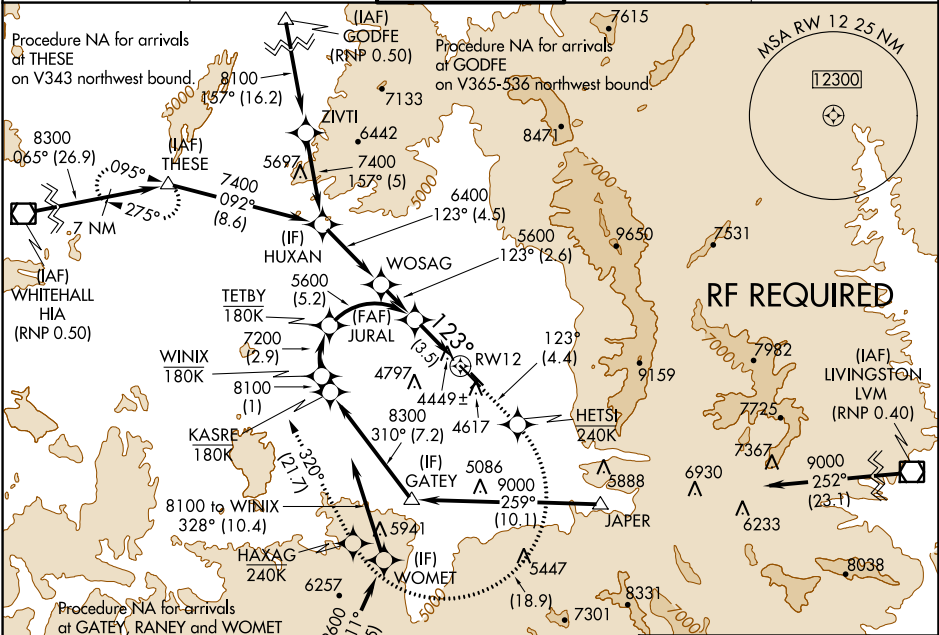 Procedure NA for arrivals
at THESE
on V343 northwest bound.
(IAF)
GODFE
(RNP 0.50)
Procedure NA for arrivals
at GODFE
on V365-536 northwest bound.
7615
MSA RW 12 25 NM
12300
8100
157° (16.2)
7133
ZIVTI
6442
8471
8300
065° (26.9)
(IAF)
THESE
5697
7400
157° (5)
095°
275°
7 NM
7400
092°
(8.6)
6400
123° (4.5)
7000
(IF)
HUXAN
5600
123° (2.6)
9650
7531
(IAF)
WHITEHALL
HIA
(RNP 0.50)
WOSAG
TETBY
180K
5600
(5.2)
(FAF)
JURAL
RF REQUIRED
7200
(2.9)
123°
(3.5)
RW12
123°
(4.4)
WINIX
180K
4797
4449±
9159
7982
(IAF)
LIVINGSTON
LVM
(RNP 0.40)
8100
(1)
4617
HETSI
240K
7725
KASRE
180K
8300
310° (7.2)
7367
320°
(21.7)
(IF)
GATEY
5086
9000
259°
(10.1)
5888
6930
9000
252°
(23.1)
8100 to WINIX
328° (10.4)
JAPER
6233
5941
HAXAG
240K
(IF)
WOMET
5447
5000
5000
(18.9)
6257
8038
8331
7301
7000
Procedure NA for arrivals
at GATEY, RANEY and WOMET